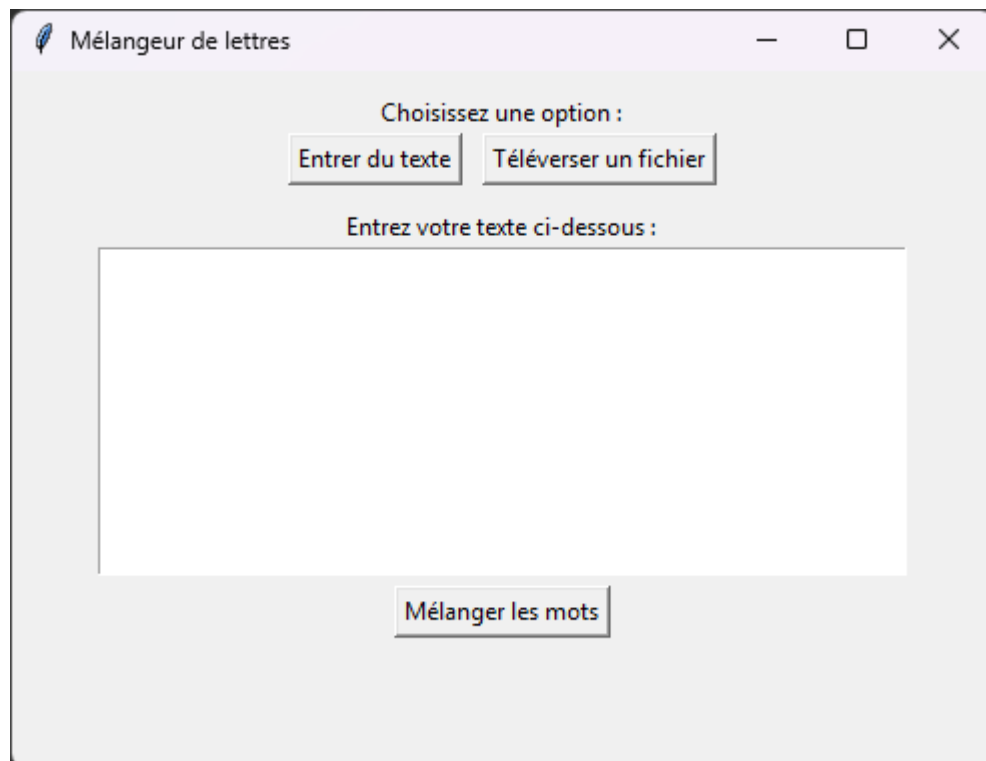 Mélangeur de lettres
Choisissez une option :
Entrer du texte Téléverser un fichier
Entrez votre texte ci-dessous :
Mélanger les mots